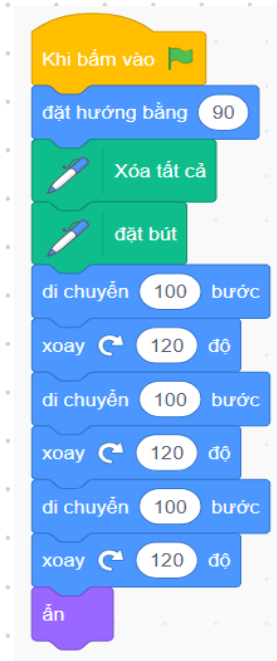 Khi bấm vào
đặt hướng bằng 90
Xóa tất cả
đặt bút
di chuyển 100 bước
xoay 120 độ
di chuyển 100 bước
xoay 120 độ
di chuyển 100 bước
xoay 120 độ
ẩn